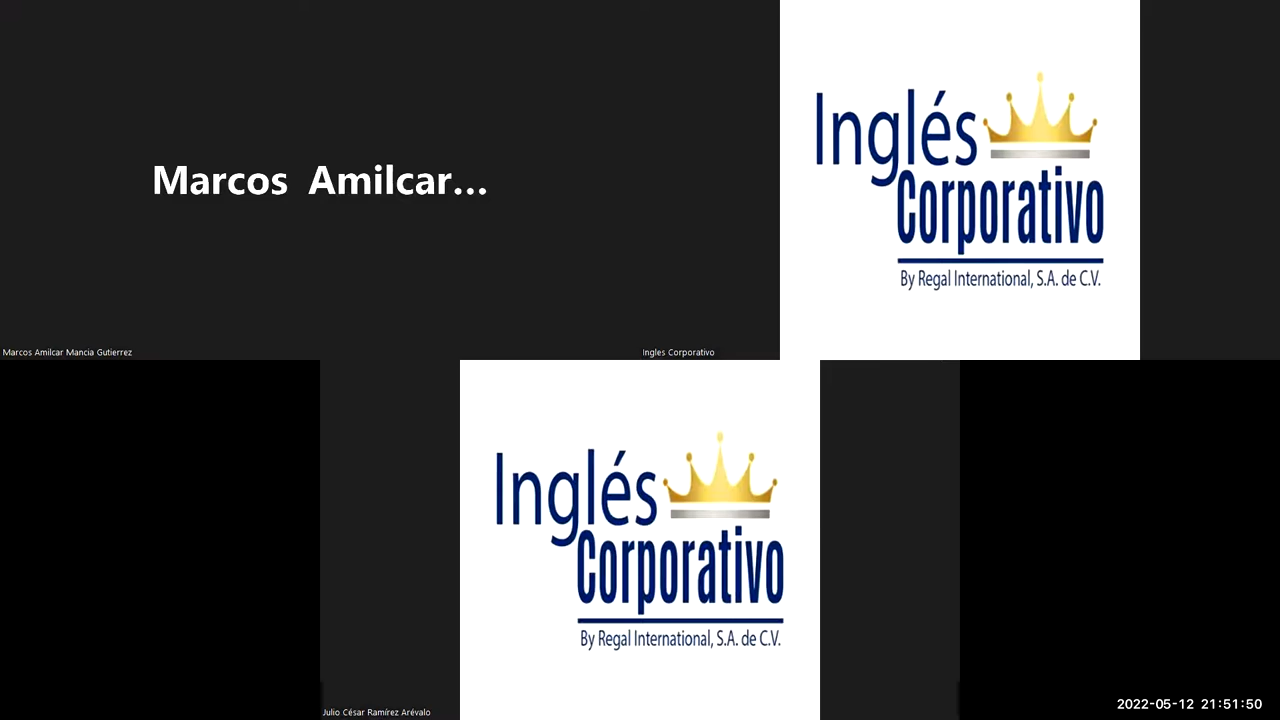 Marcos Amilcar...
Marcos Amilcar Mancia Gutierrez
Inglés
Corporativo
By Regal International, S.A. de C.V.
Ingles Corporativo
Inglés
Corporativo
By Regal International, S.A. de C.V.
Julio César Ramírez Arévalo
2022-05-12 21:51:50